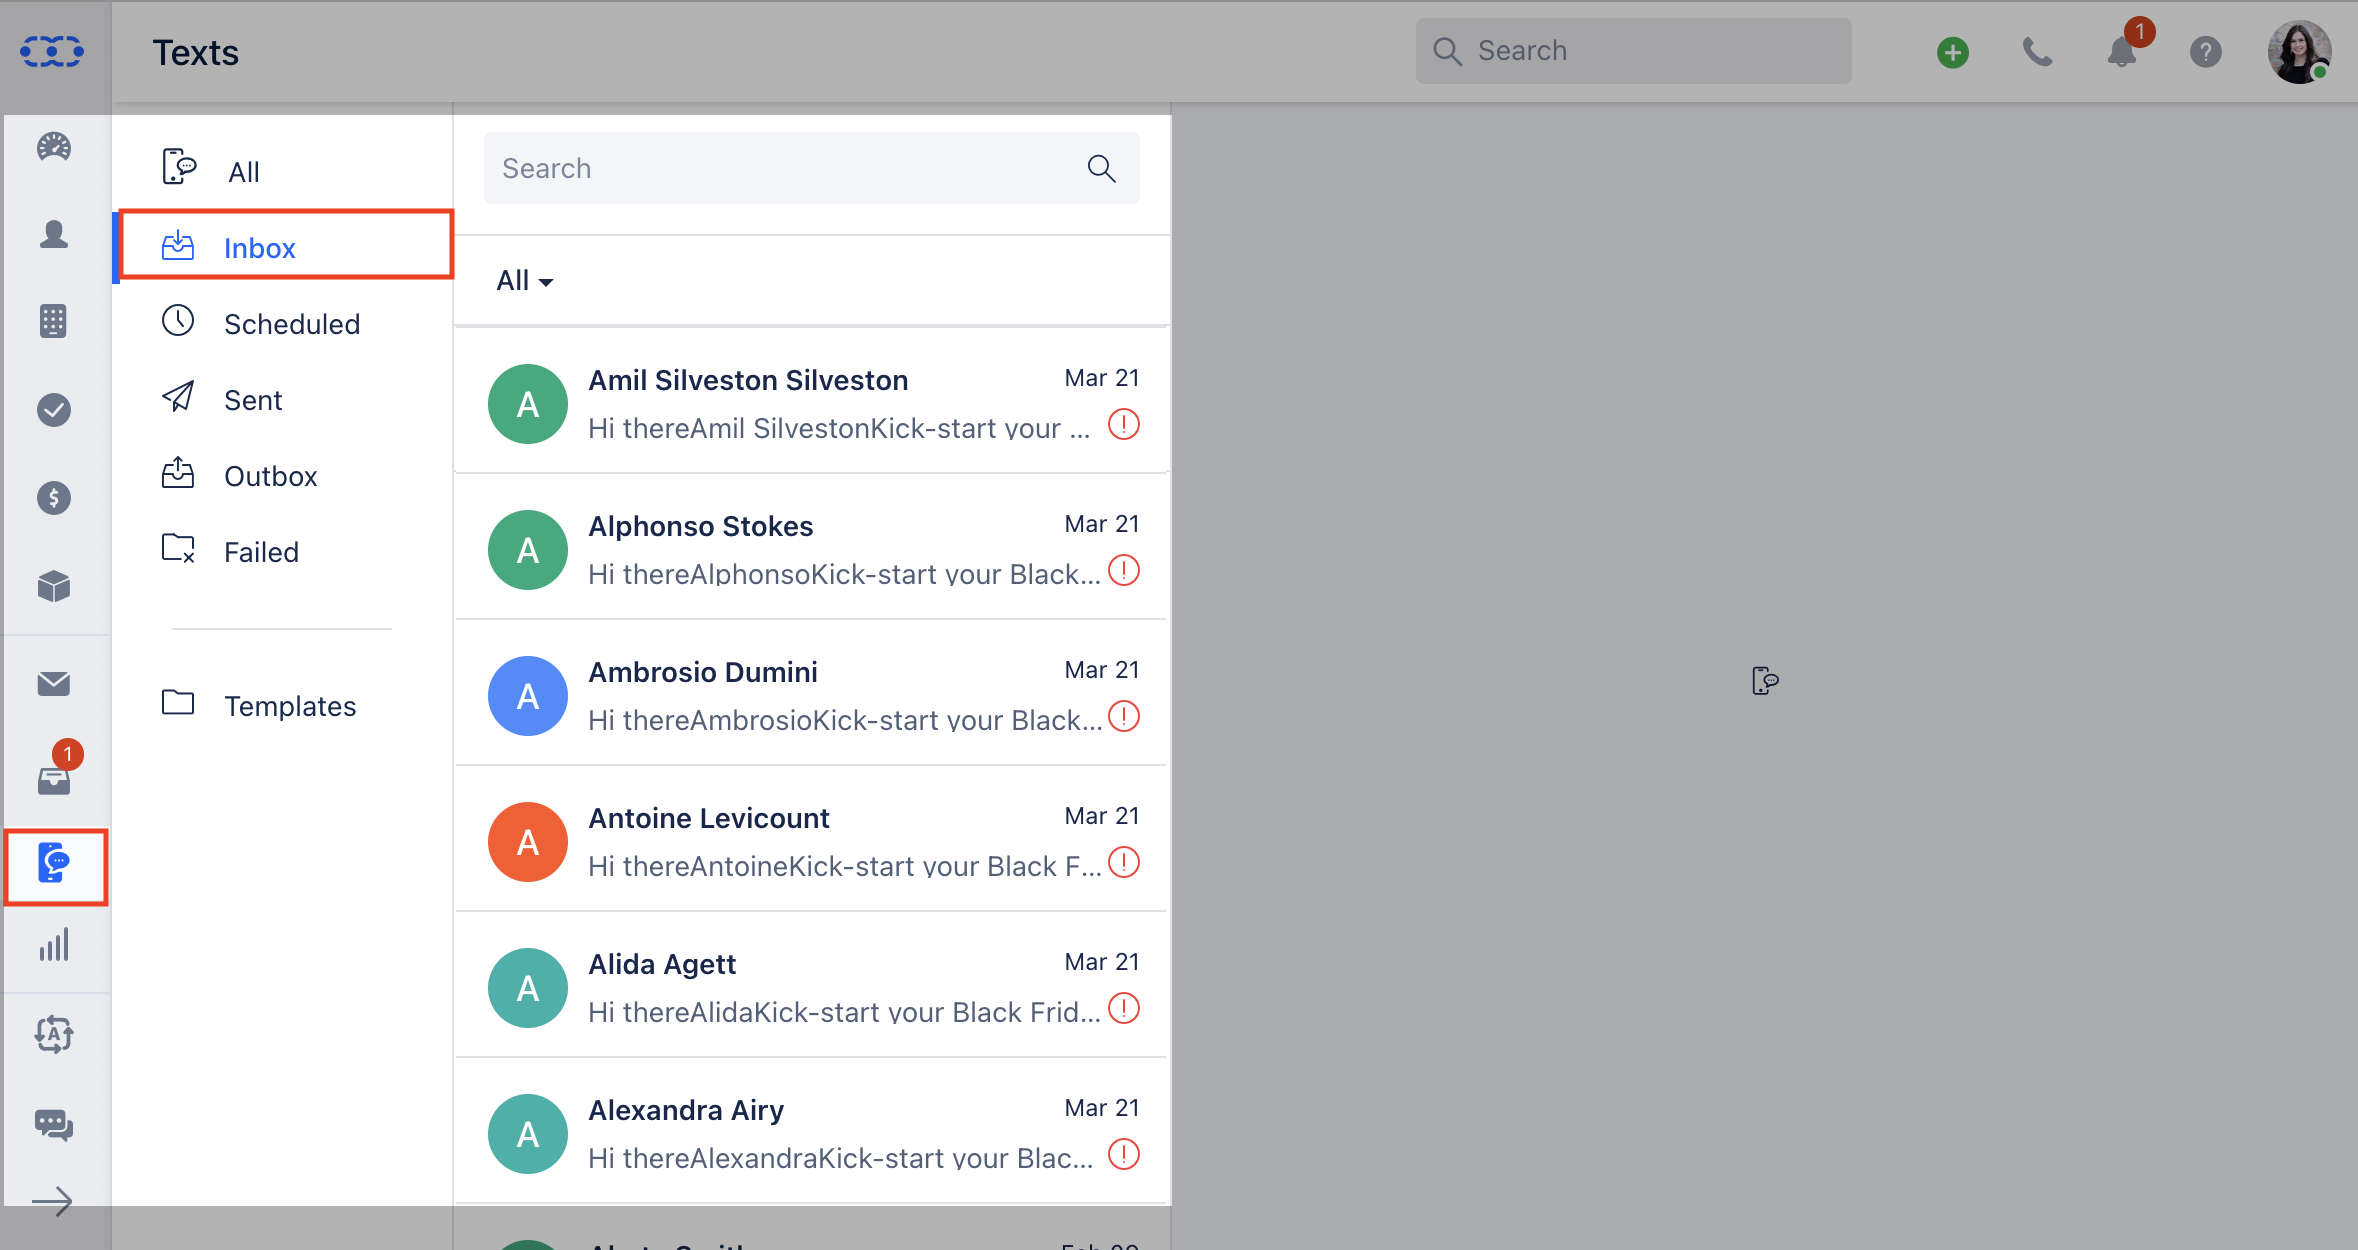 Texts
Search
1
?
All
Inbox
Scheduled
Sent
Outbox
Failed
Templates
$
1
A
Search
All
A
Amil Silveston Silveston
Mar 21
Hi thereAmil SilvestonKick-start your ...
!
A
Alphonso Stokes
Mar 21
Hi thereAlphonsoKick-start your Black...
!
A
Ambrosio Dumini
Mar 21
Hi thereAmbrosioKick-start your Black...
!
A
Antoine Levicount
Mar 21
Hi thereAntoineKick-start your Black F...
!
A
Alida Agett
Mar 21
Hi thereAlidaKick-start your Black Frid...
!
A
Alexandra Airy
Mar 21
Hi thereAlexandraKick-start your Blac...
!